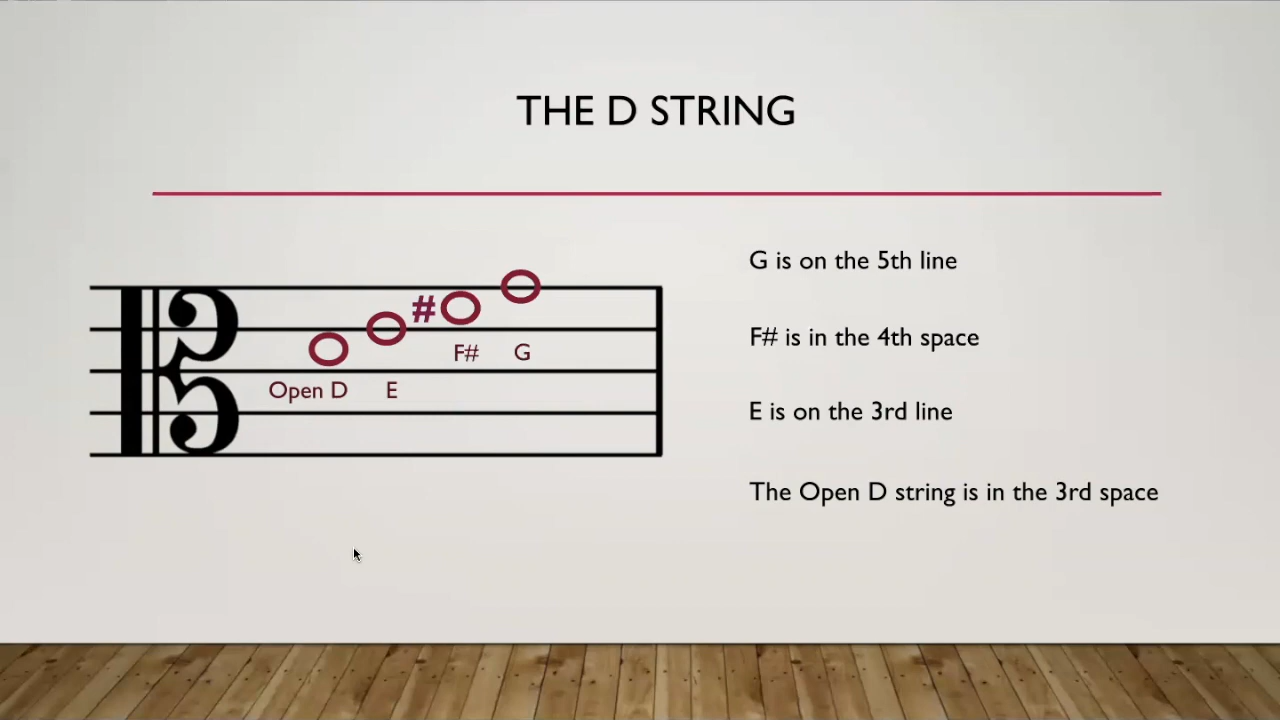 THE D STRING
G is on the 5th line
#
F# is in the 4th space
F# G
Open D E
E is on the 3rd line
The Open D string is in the 3rd space